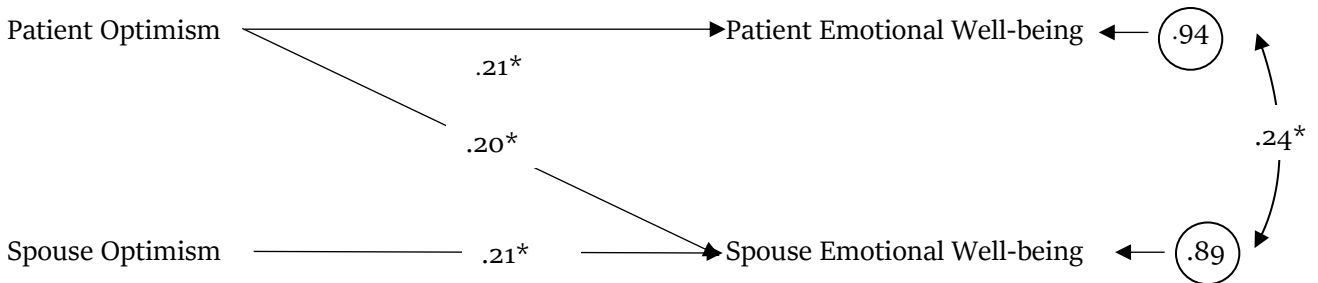 Patient Optimism
Patient Emotional Well-being
.94
.21*
.20*
.24*
Spouse Optimism
.21*
Spouse Emotional Well-being
.89